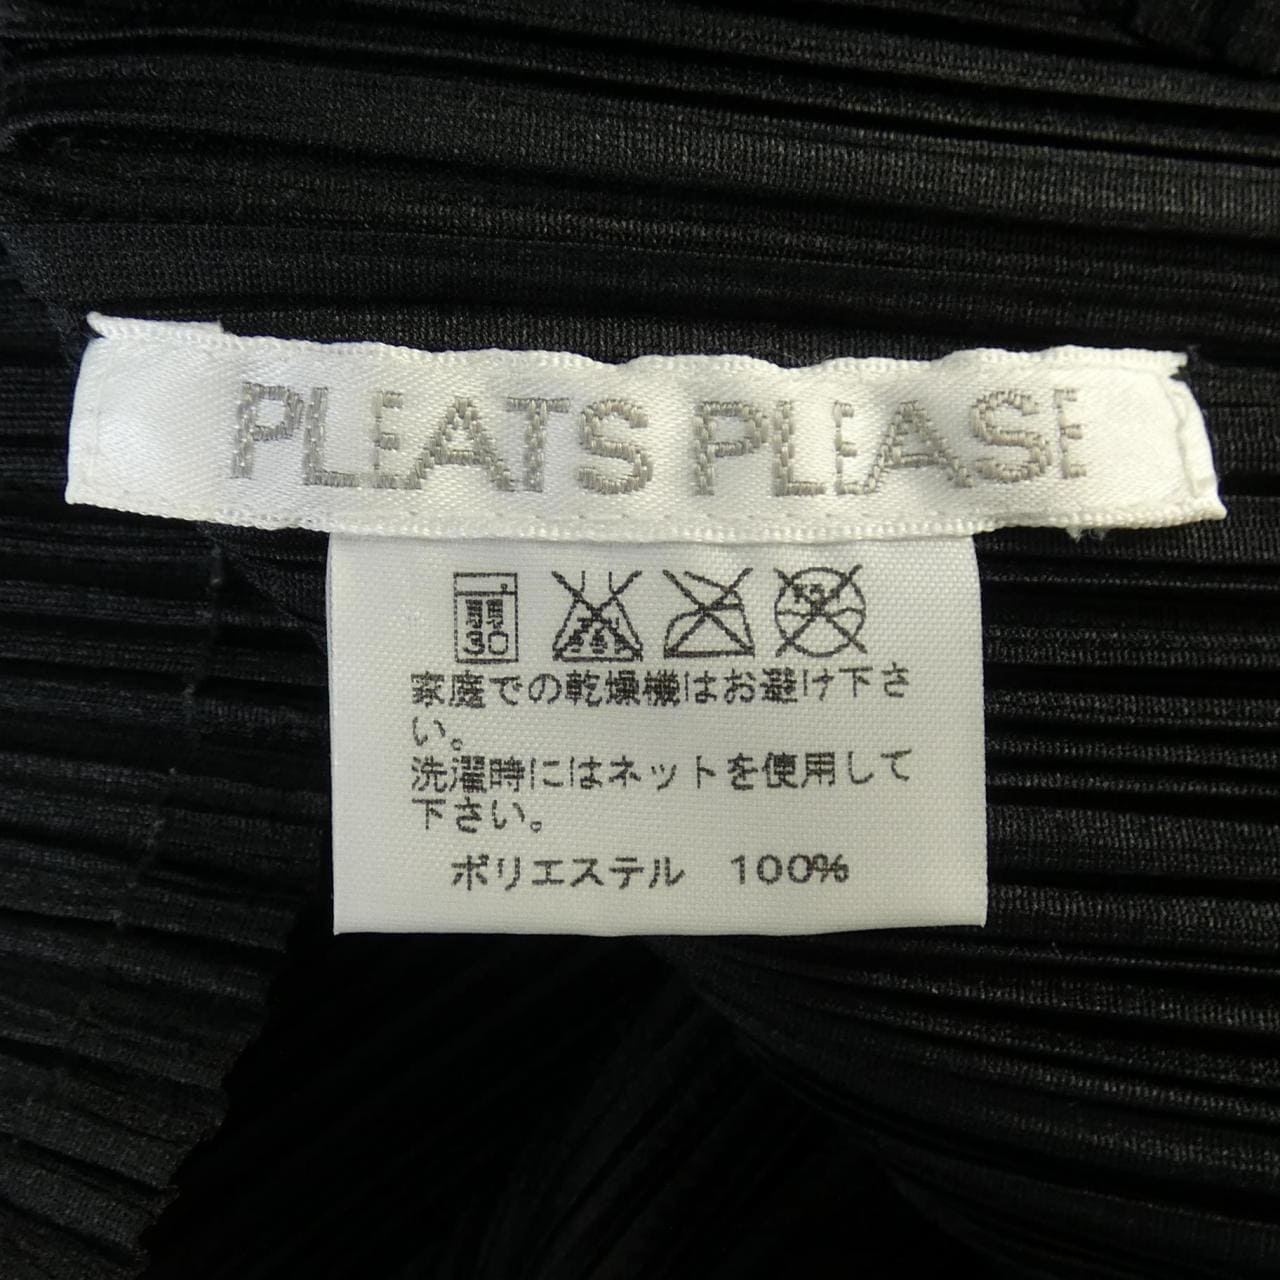 PLEATS PLEASE
30
家庭での乾燥機はお避け下さ
い。
洗濯時にはネットを使用して
下さい。
ポリエステル 100%